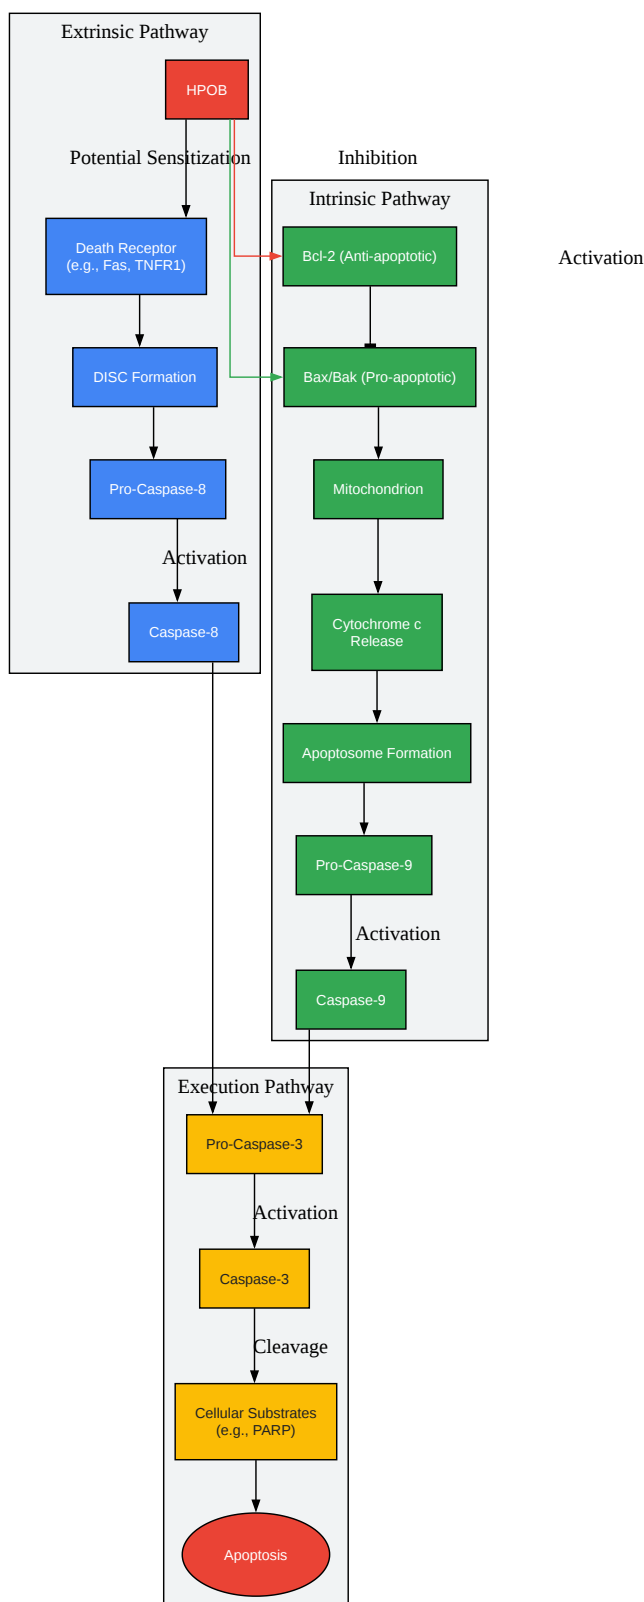 Extrinsic Pathway
HPOB
Potential Sensitization
Inhibition
Intrinsic Pathway
Death Receptor
(e.g., Fas, TNFR1)
Bcl-2 (Anti-apoptotic)
Activation
DISC Formation
Bax/Bak (Pro-apoptotic)
Pro-Caspase-8
Mitochondrion
Activation
Caspase-8
Cytochrome c
Release
Apoptosome Formation
Pro-Caspase-9
Activation
Caspase-9
Execution Pathway
Pro-Caspase-3
Activation
Caspase-3
Cleavage
Cellular Substrates
(e.g., PARP)
Apoptosis